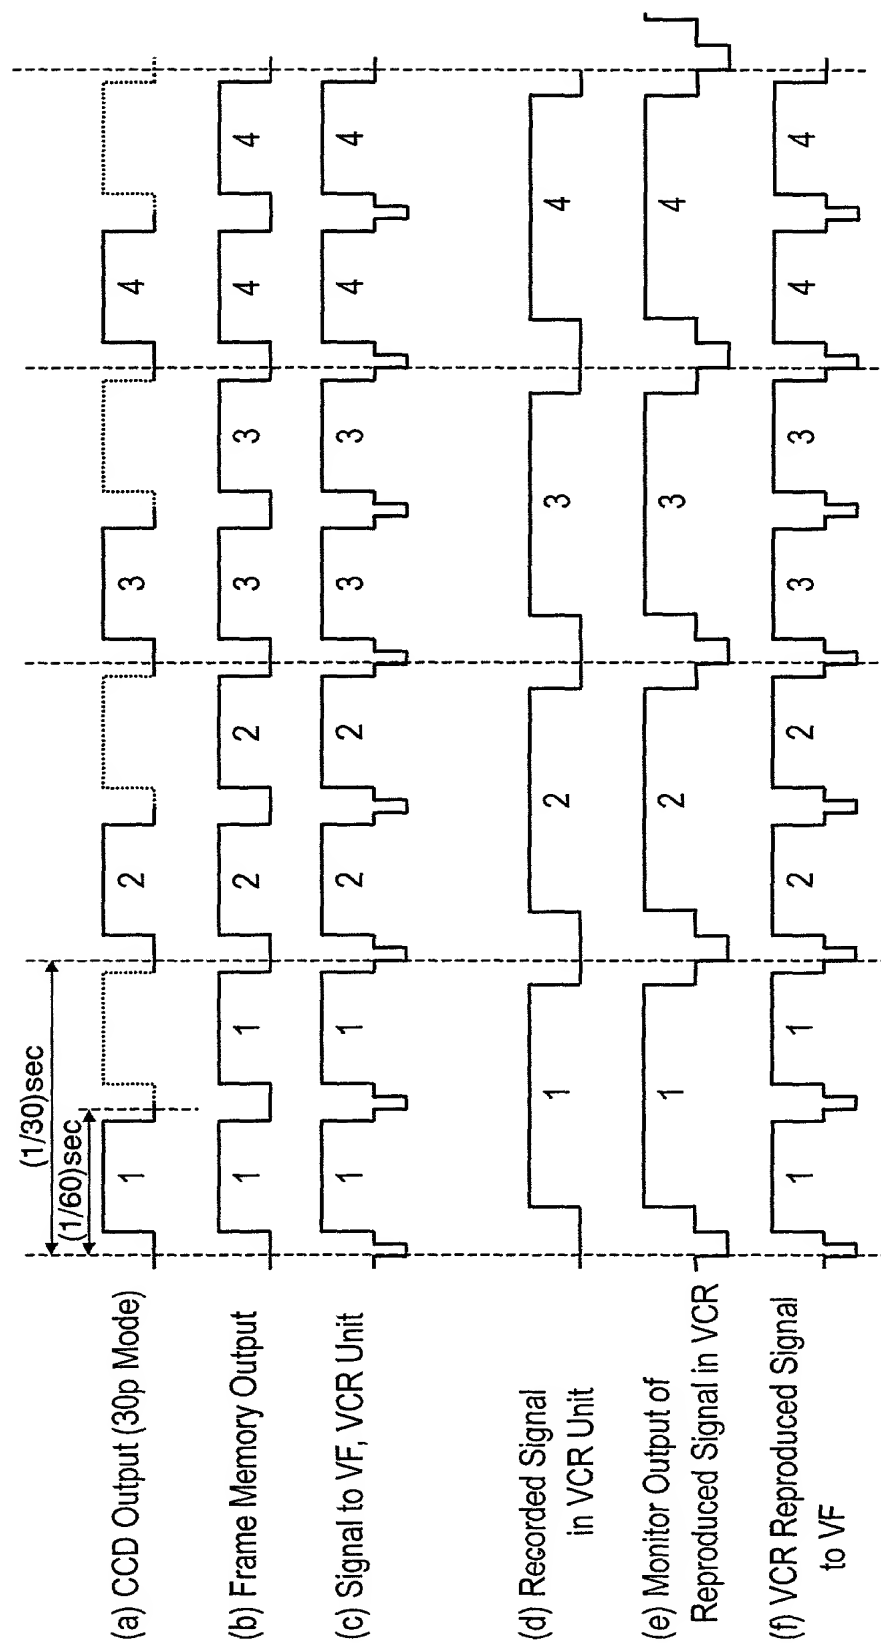 (1/30)sec
(1/60)sec
(a) CCD Output (30p Mode)
1 2 3 4
(b) Frame Memory Output
1 1 2 2 3 3 4 4
(c) Signal to VF, VCR Unit
1 1 2 2 3 3 4 4
(d) Recorded Signal
in VCR Unit
1 2 3 4
(e) Monitor Output of
Reproduced Signal in VCR
1 2 3 4
(f) VCR Reproduced Signal
to VF
1 1 2 2 3 3 4 4